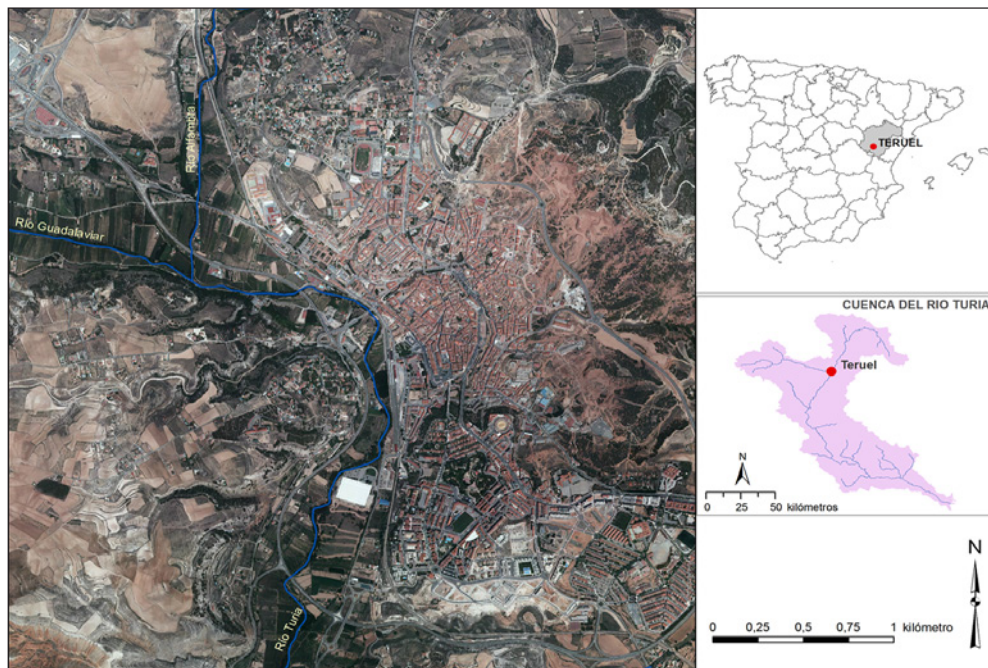 Río Alfambra
Río Guadalaviar
Río Turia
TERUEL
CUENCA DEL RIO TURIA
Teruel
N
0 25 50 kilómetros
N
0 0,25 0,5 0,75 1 kilómetro